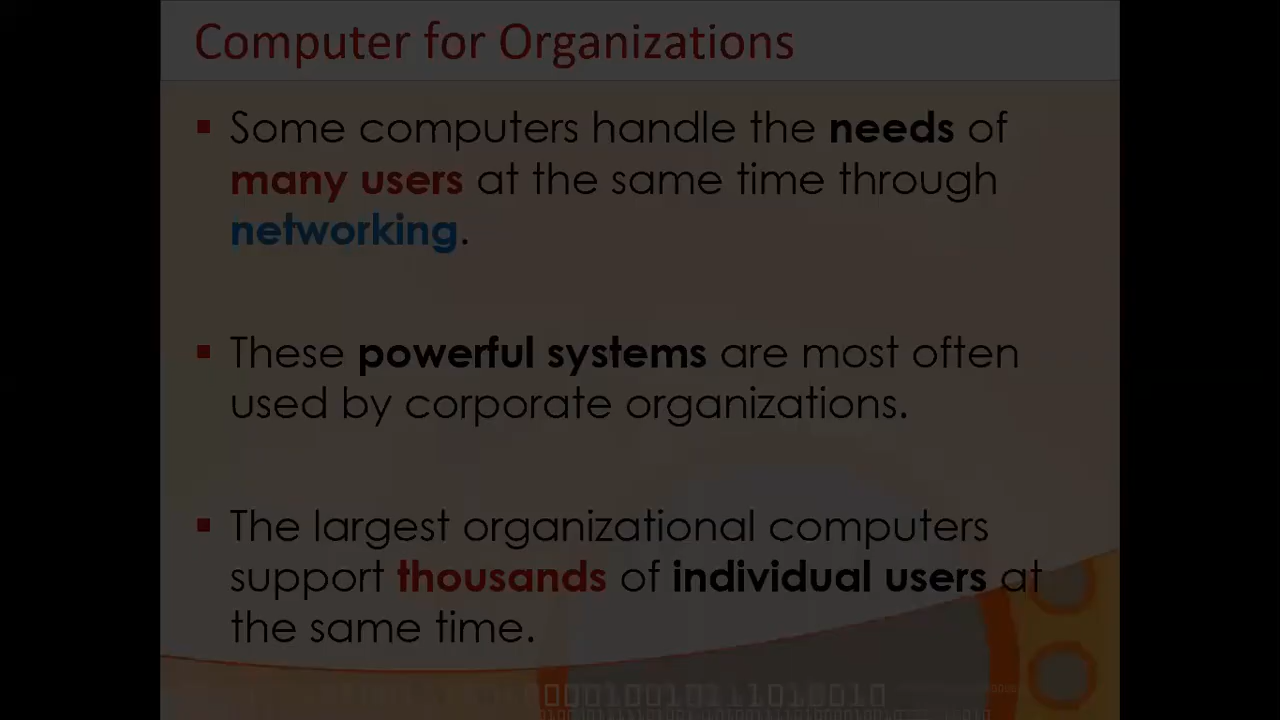 Computer for Organizations
Some computers handle the needs of
many users at the same time through
networking.
These powerful systems are most often
used by corporate organizations.
The largest organizational computers
support thousands of individual users at
the same time.
000010010111010010